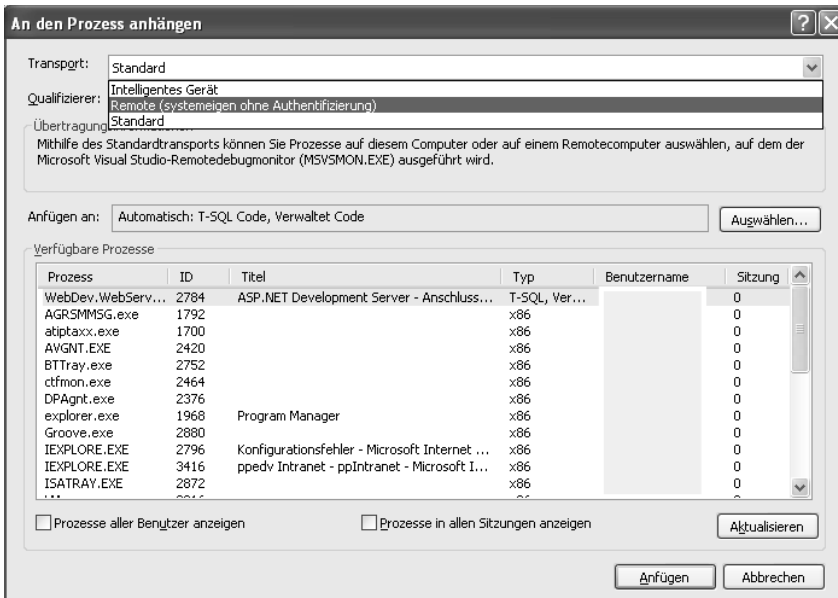 An den Prozess anhängen
Transport: Standard
Intelligentes Gerät
Qualifizierer: Remote (systemeigen ohne Authentifizierung)
Standard
Mithilfe des Standardtransports können Sie Prozesse auf diesem Computer oder auf einem Remotecomputer auswählen, auf dem der
Microsoft Visual Studio-Remotedebugmonitor (MSVSMON.EXE) ausgeführt wird.
Anfügen an: Automatisch: T-SQL Code, Verwaltet Code Auswählen...
Verfügbare Prozesse
Prozess ID Titel Typ Benutzername Sitzung
WebDev.WebServ... 2784 ASP.NET Development Server - Anschluss... T-SQL, Ver... 0
AGRSMMSG.exe 1792 x86 0
atiptaxx.exe 1700 x86 0
AVGNT.EXE 2420 x86 0
BTTray.exe 2752 x86 0
ctfmon.exe 2464 x86 0
DPAgnt.exe 2376 x86 0
explorer.exe 1968 Program Manager x86 0
Groove.exe 2880 x86 0
IEXPLORE.EXE 2796 Konfigurationsfehler - Microsoft Internet ... x86 0
IEXPLORE.EXE 3416 ppedv Intranet - ppIntranet - Microsoft I... x86 0
ISATRAY.EXE 2872 x86 0
Prozesse aller Benutzer anzeigen Prozesse in allen Sitzungen anzeigen Aktualisieren
Anfügen Abbrechen